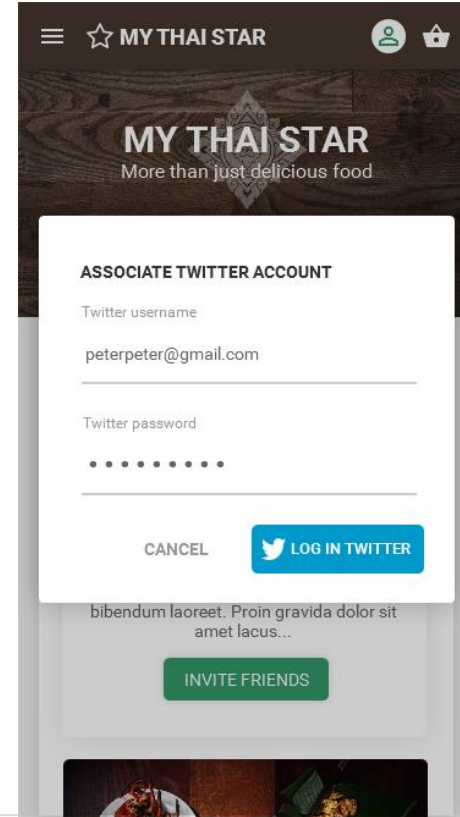 MY THAI STAR
MY THAI STAR
More than just delicious food
ASSOCIATE TWITTER ACCOUNT
Twitter username
peterpeter@gmail.com
Twitter password
•••••••••
CANCEL
LOG IN TWITTER
bibendum laoreet. Proin gravida dolor sit
amet lacus...
INVITE FRIENDS